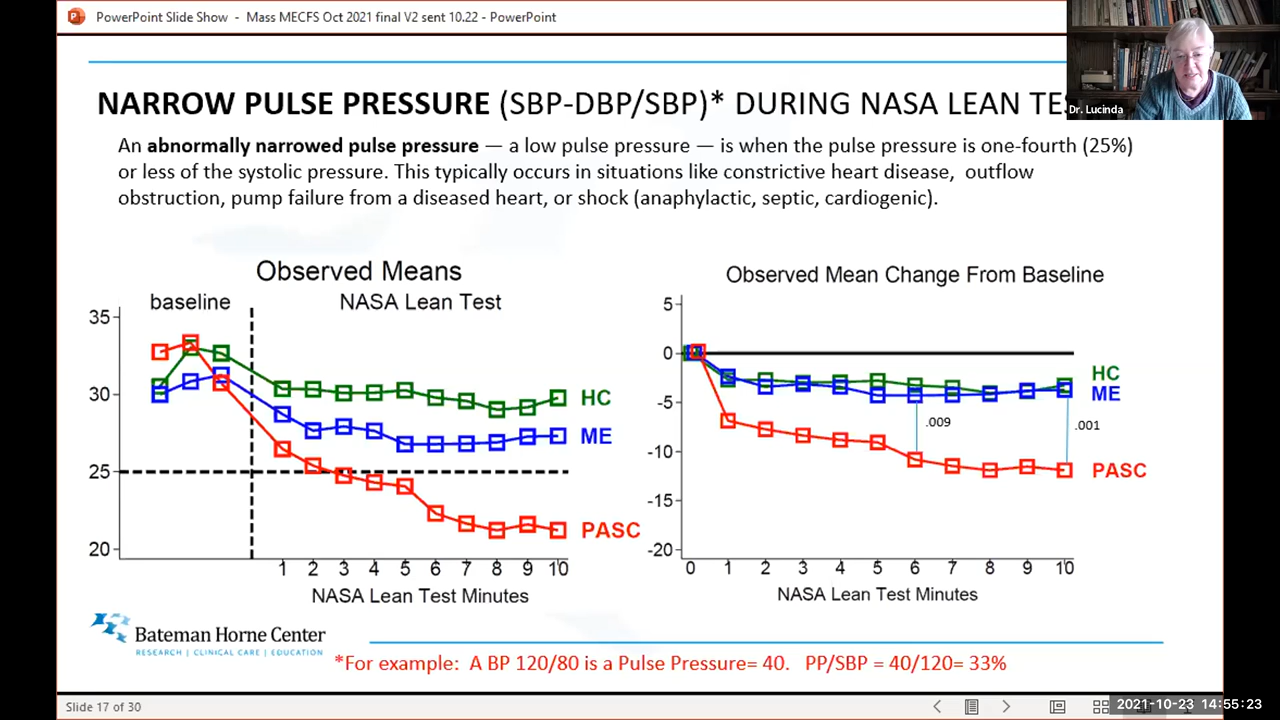 PowerPoint Slide Show - Mass MECFS Oct 2021 final V2 sent 10.22 - PowerPoint
Dr. Lucinda
NARROW PULSE PRESSURE (SBP-DBP/SBP)* DURING NASA LEAN TES
An abnormally narrowed pulse pressure — a low pulse pressure — is when the pulse pressure is one-fourth (25%)
or less of the systolic pressure. This typically occurs in situations like constrictive heart disease, outflow
obstruction, pump failure from a diseased heart, or shock (anaphylactic, septic, cardiogenic).
Observed Means
baseline NASA Lean Test
35
30
25
20
HC
ME
PASC
1 2 3 4 5 6 7 8 9 10
NASA Lean Test Minutes
Observed Mean Change From Baseline
5
0
-5
-10
-15
-20
HC
ME
.009
.001
PASC
0 1 2 3 4 5 6 7 8 9 10
NASA Lean Test Minutes
Bateman Horne Center
RESEARCH | CLINICAL CARE | EDUCATION
*For example: A BP 120/80 is a Pulse Pressure= 40. PP/SBP = 40/120= 33%
Slide 17 of 30
2021-10-23 14:55:23